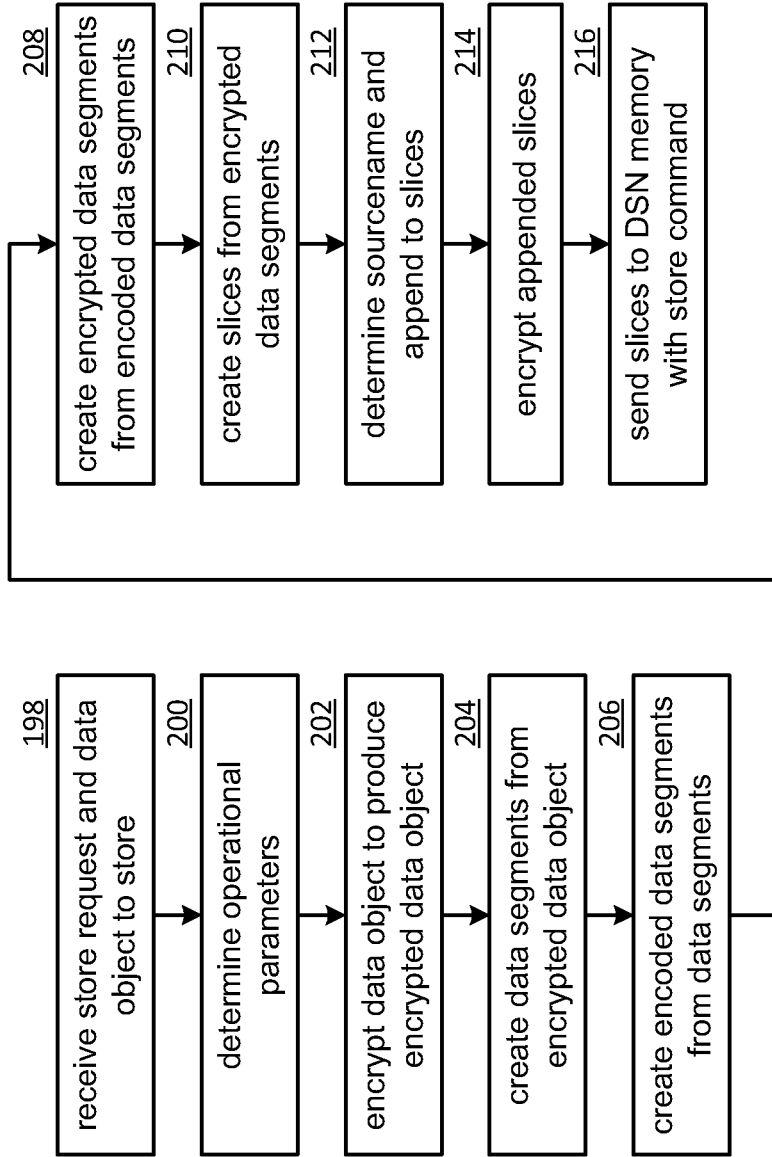 198
receive store request and data
object to store
200
determine operational
parameters
202
encrypt data object to produce
encrypted data object
204
create data segments from
encrypted data object
206
create encoded data segments
from data segments
208
create encrypted data segments
from encoded data segments
210
create slices from encrypted
data segments
212
determine sourcename and
append to slices
214
encrypt appended slices
216
send slices to DSN memory
with store command